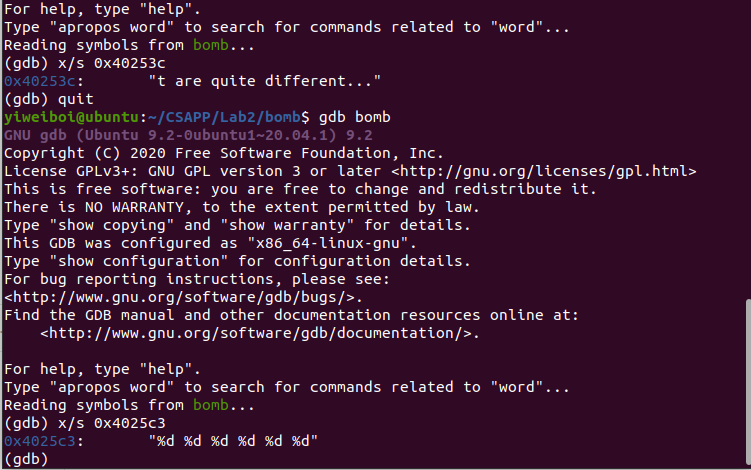 For help, type "help".
Type "apropos word" to search for commands related to "word"...
Reading symbols from bomb...
(gdb) x/s 0x40253c
0x40253c:       "t are quite different..."
(gdb) quit
yiweiboi@ubuntu:~/CSAPP/Lab2/bomb$ gdb bomb
GNU gdb (Ubuntu 9.2-0ubuntu1~20.04.1) 9.2
Copyright (C) 2020 Free Software Foundation, Inc.
License GPLv3+: GNU GPL version 3 or later <http://gnu.org/licenses/gpl.html>
This is free software: you are free to change and redistribute it.
There is NO WARRANTY, to the extent permitted by law.
Type "show copying" and "show warranty" for details.
This GDB was configured as "x86_64-linux-gnu".
Type "show configuration" for configuration details.
For bug reporting instructions, please see:
<http://www.gnu.org/software/gdb/bugs/>.
Find the GDB manual and other documentation resources online at:
    <http://www.gnu.org/software/gdb/documentation/>.

For help, type "help".
Type "apropos word" to search for commands related to "word"...
Reading symbols from bomb...
(gdb) x/s 0x4025c3
0x4025c3:       "%d %d %d %d %d %d"
(gdb)